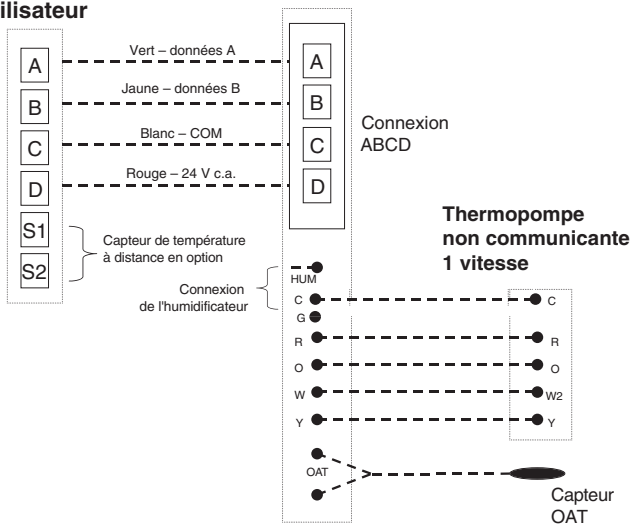 ilisateur
A
Vert – données A
A
B
Jaune – données B
B
C
Blanc – COM
C
D
Rouge – 24 V c.a.
D
Connexion
ABCD
S1
S2
Capteur de température
à distance en option
Thermopompe
non communicante
1 vitesse
HUM
Connexion
de l'humidificateur
C
C
G
R
R
O
O
W
W2
Y
Y
OAT
Capteur
OAT